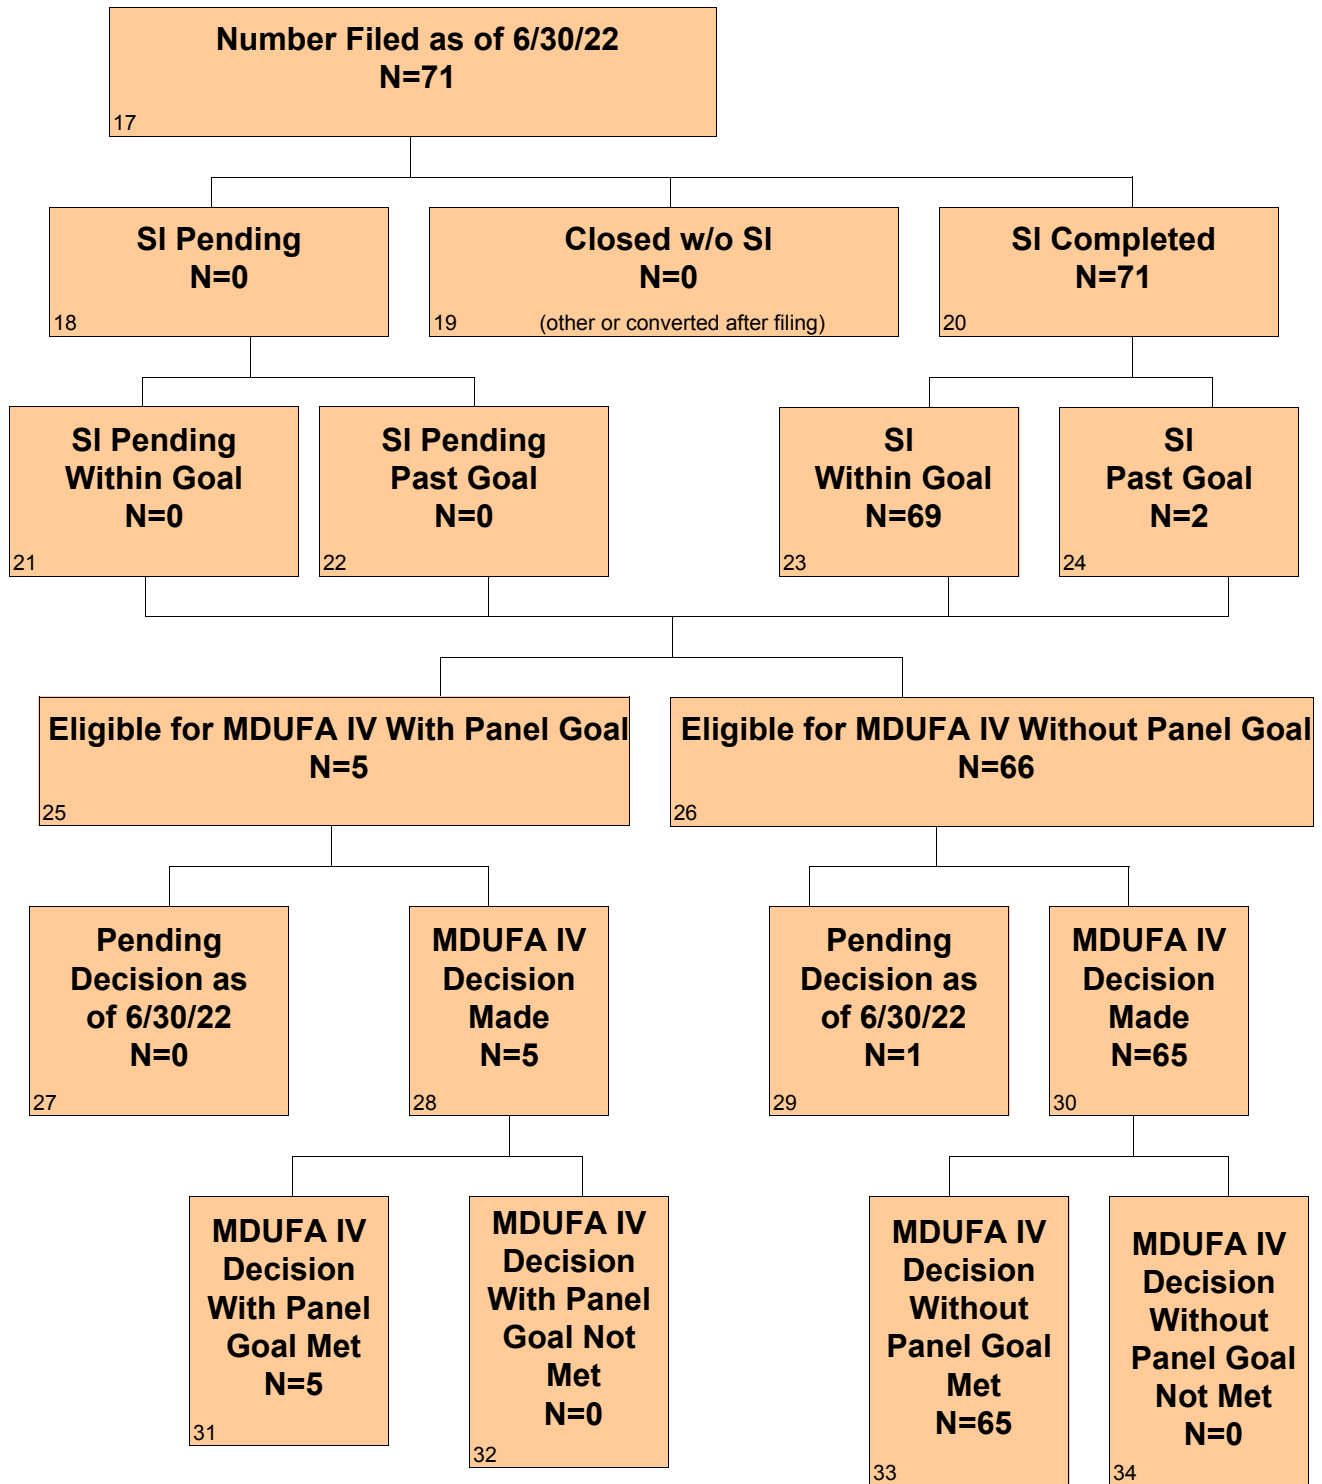 Number Filed as of 6/30/22
N=71
17
SI Pending
N=0
18
Closed w/o SI
N=0
19 (other or converted after filing)
SI Completed
N=71
20
SI Pending
Within Goal
N=0
21
SI Pending
Past Goal
N=0
22
SI
Within Goal
N=69
23
SI
Past Goal
N=2
24
Eligible for MDUFA IV With Panel Goal
N=5
25
Eligible for MDUFA IV Without Panel Goal
N=66
26
Pending
Decision as
of 6/30/22
N=0
27
MDUFA IV
Decision
Made
N=5
28
Pending
Decision as
of 6/30/22
N=1
29
MDUFA IV
Decision
Made
N=65
30
MDUFA IV
Decision
With Panel
Goal Met
N=5
31
MDUFA IV
Decision
With Panel
Goal Not
Met
N=0
32
MDUFA IV
Decision
Without
Panel Goal
Met
N=65
33
MDUFA IV
Decision
Without
Panel Goal
Not Met
N=0
34